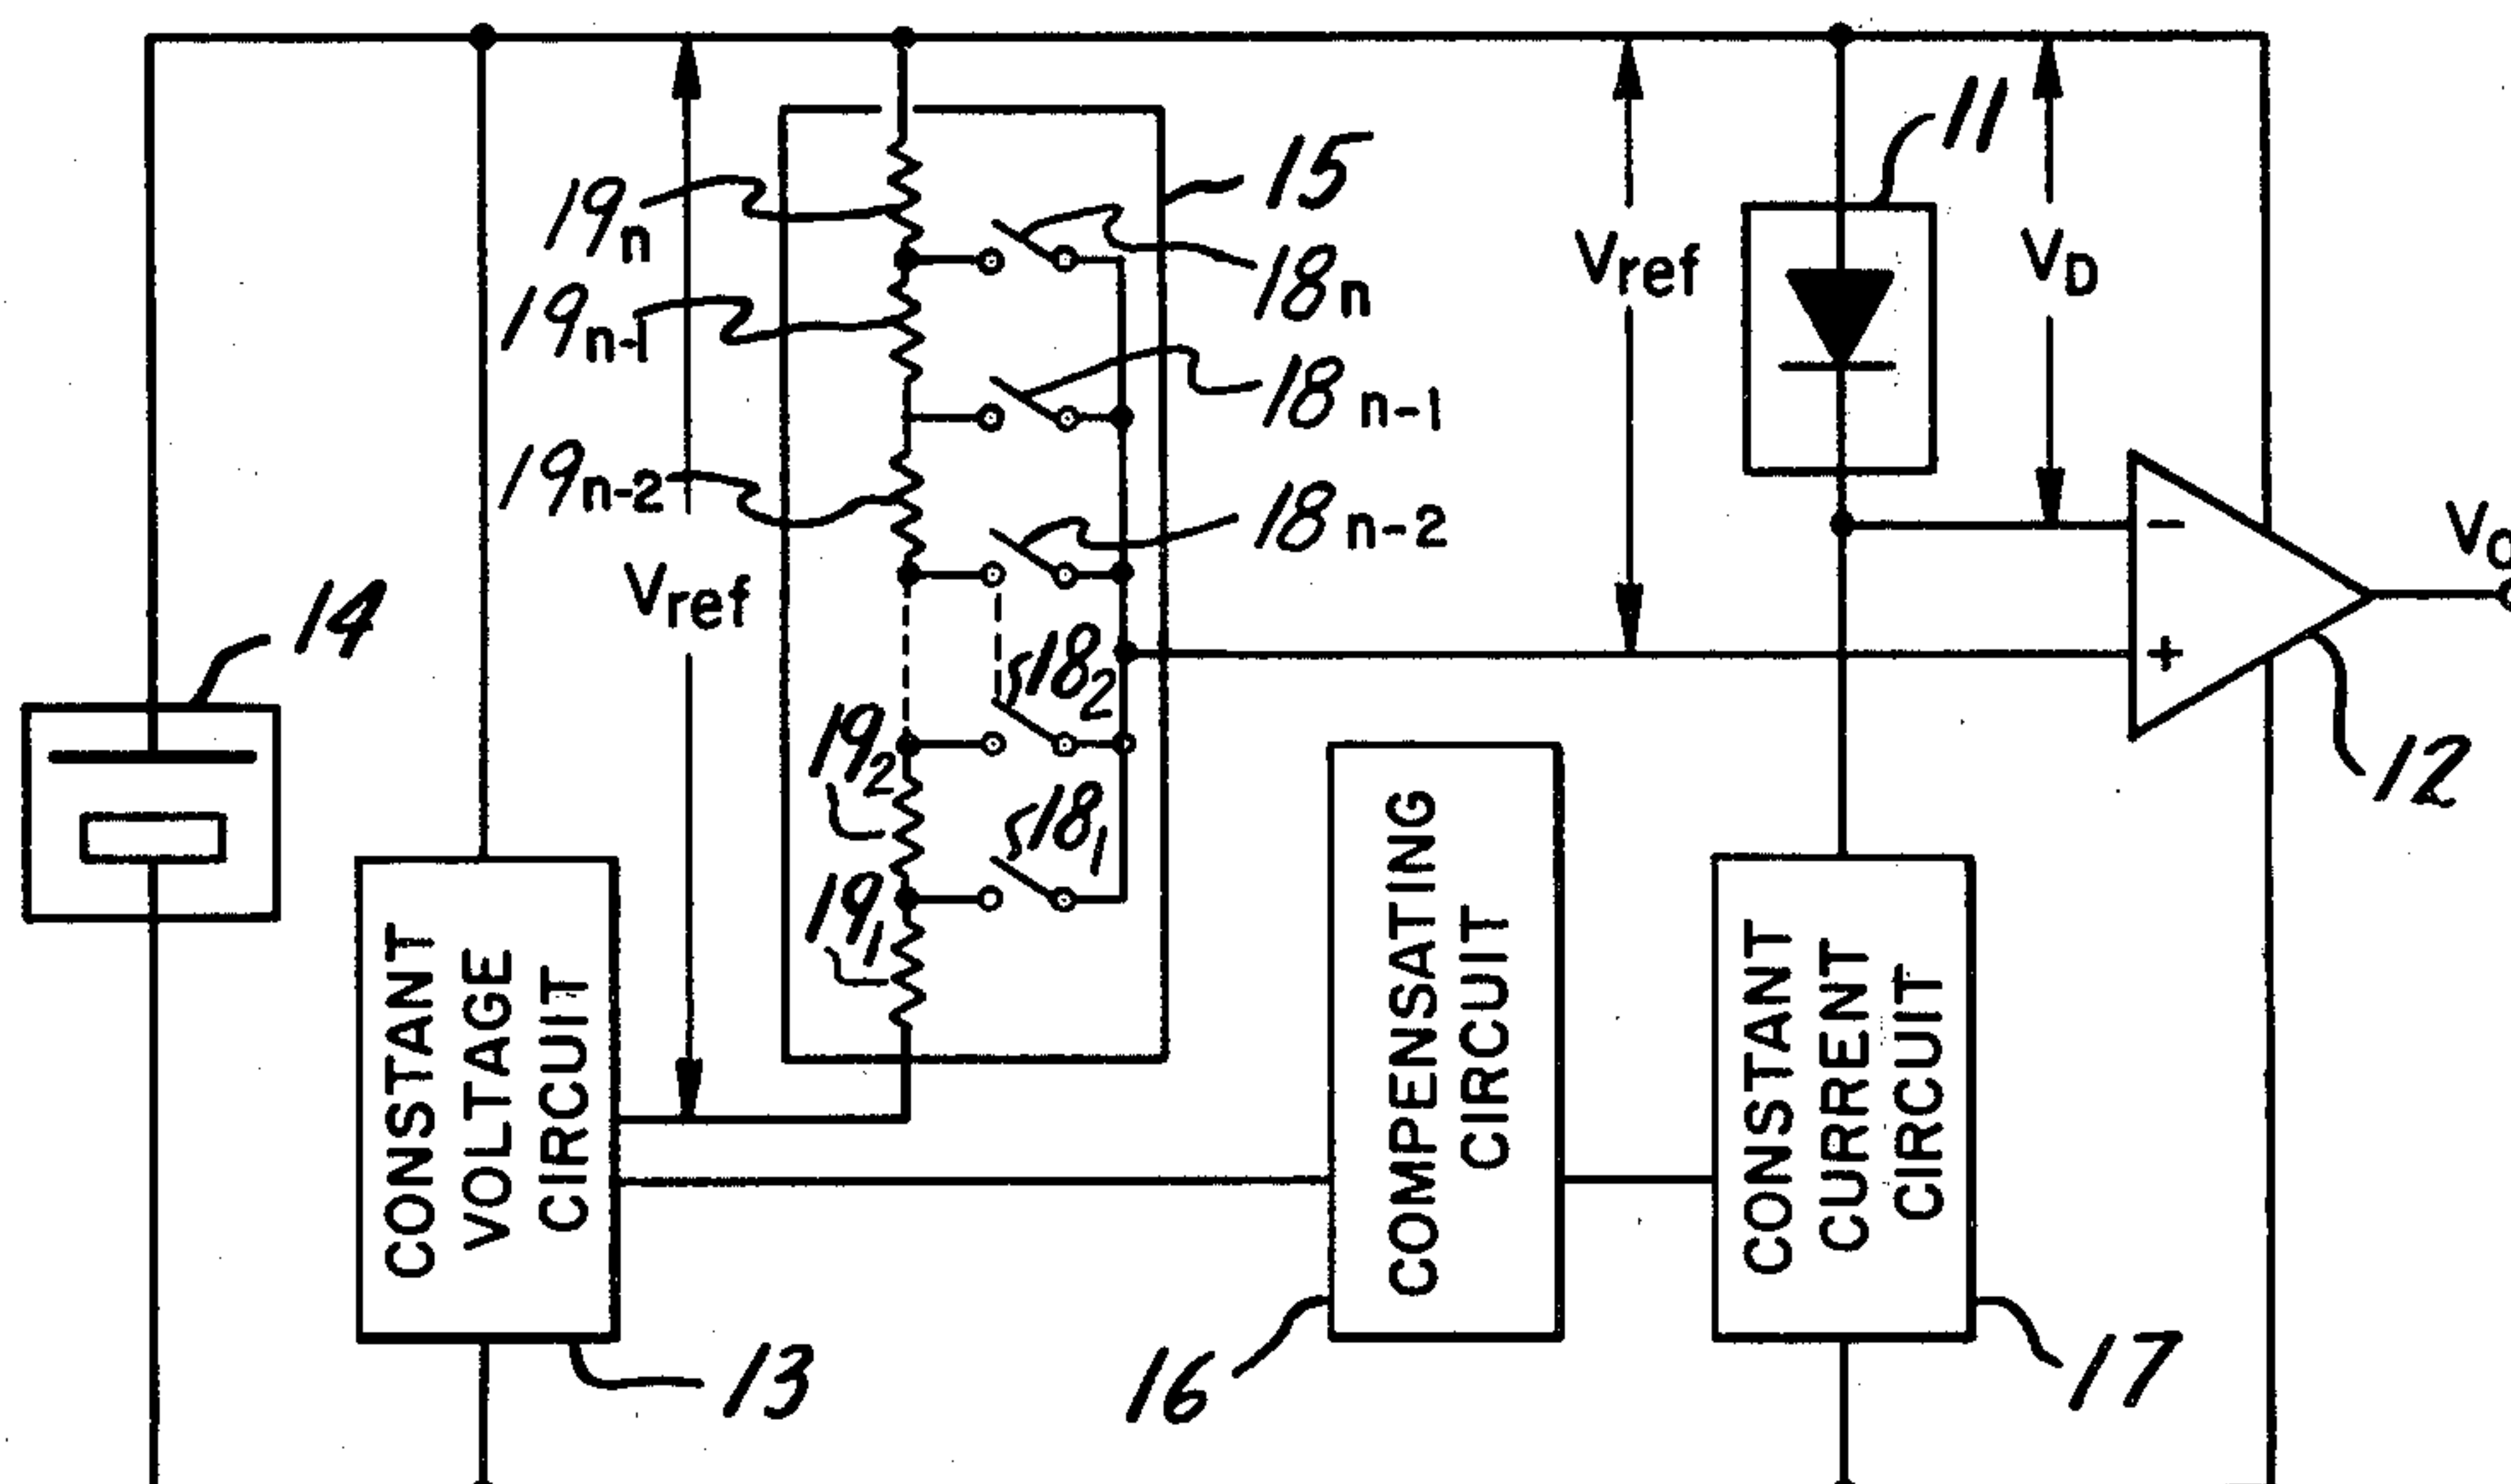 11
15
19n
18n
Vref
VD
19n-1
18 n-1
19n-2
18 n-2
14
Vref
182
192
12
181
191
CONSTANT
VOLTAGE
CIRCUIT
COMPENSATING
CIRCUIT
CONSTANT
CURRENT
CIRCUIT
13
16
17
+
−